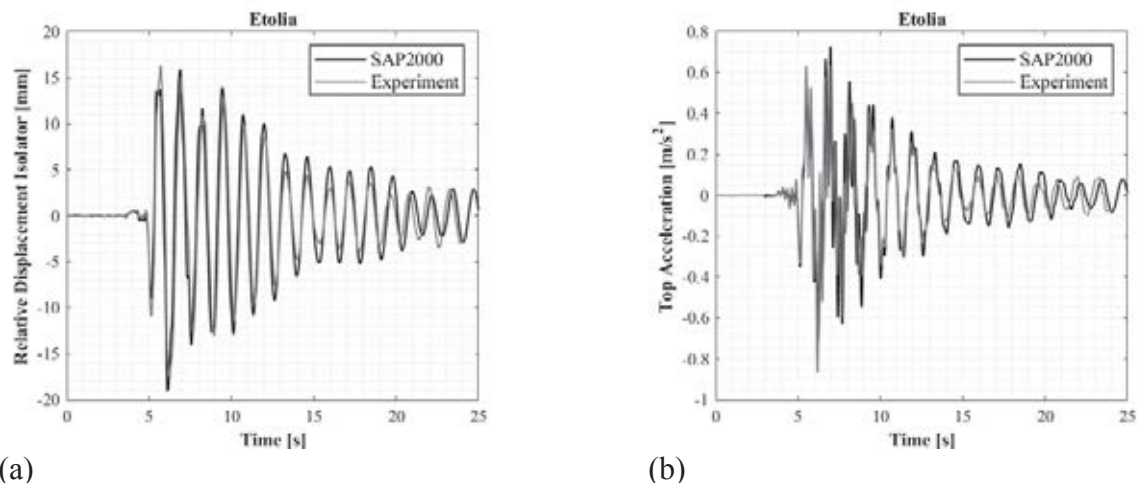 Etolia
20
15
10
5
0
-5
-10
-15
-20
Relative Displacement Isolator [mm]
SAP2000
Experiment
0 5 10 15 20 25
Time [s]
(a)
Etolia
0.8
0.6
0.4
0.2
0
-0.2
-0.4
-0.6
-0.8
-1
Top Acceleration [m/s²]
SAP2000
Experiment
0 5 10 15 20 25
Time [s]
(b)